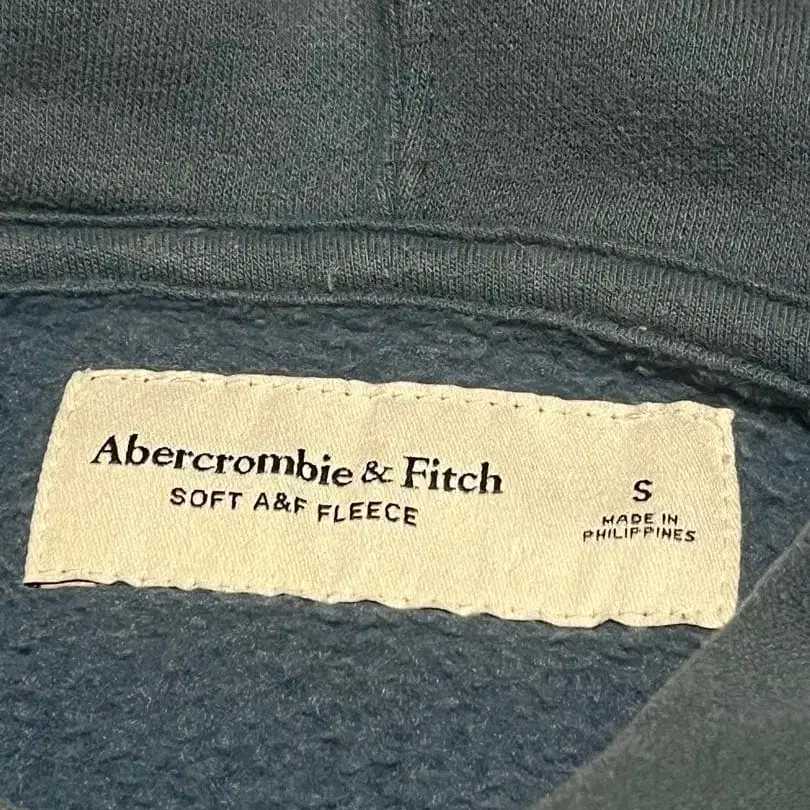 Abercrombie & Fitch
SOFT A&F FLEECE
S
MADE IN
PHILIPPINES